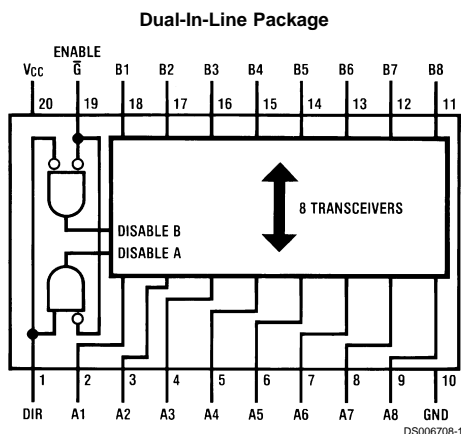 Dual-In-Line Package
ENABLE
VCC G̅ B1 B2 B3 B4 B5 B6 B7 B8
20 19 18 17 16 15 14 13 12 11
8 TRANSCEIVERS
DISABLE B
DISABLE A
1 2 3 4 5 6 7 8 9 10
DIR A1 A2 A3 A4 A5 A6 A7 A8 GND
DS006708-1